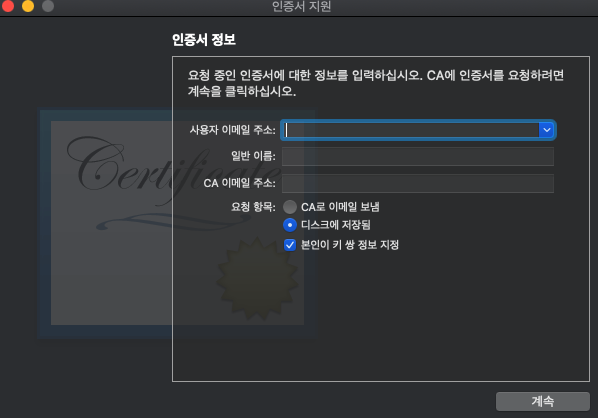 인증서 지원
인증서 정보
요청 중인 인증서에 대한 정보를 입력하십시오. CA에 인증서를 요청하려면
계속을 클릭하십시오.
사용자 이메일 주소:
일반 이름:
CA 이메일 주소:
요청 항목:
CA로 이메일 보냄
디스크에 저장됨
본인이 키 쌍 정보 지정
Certificate
계속